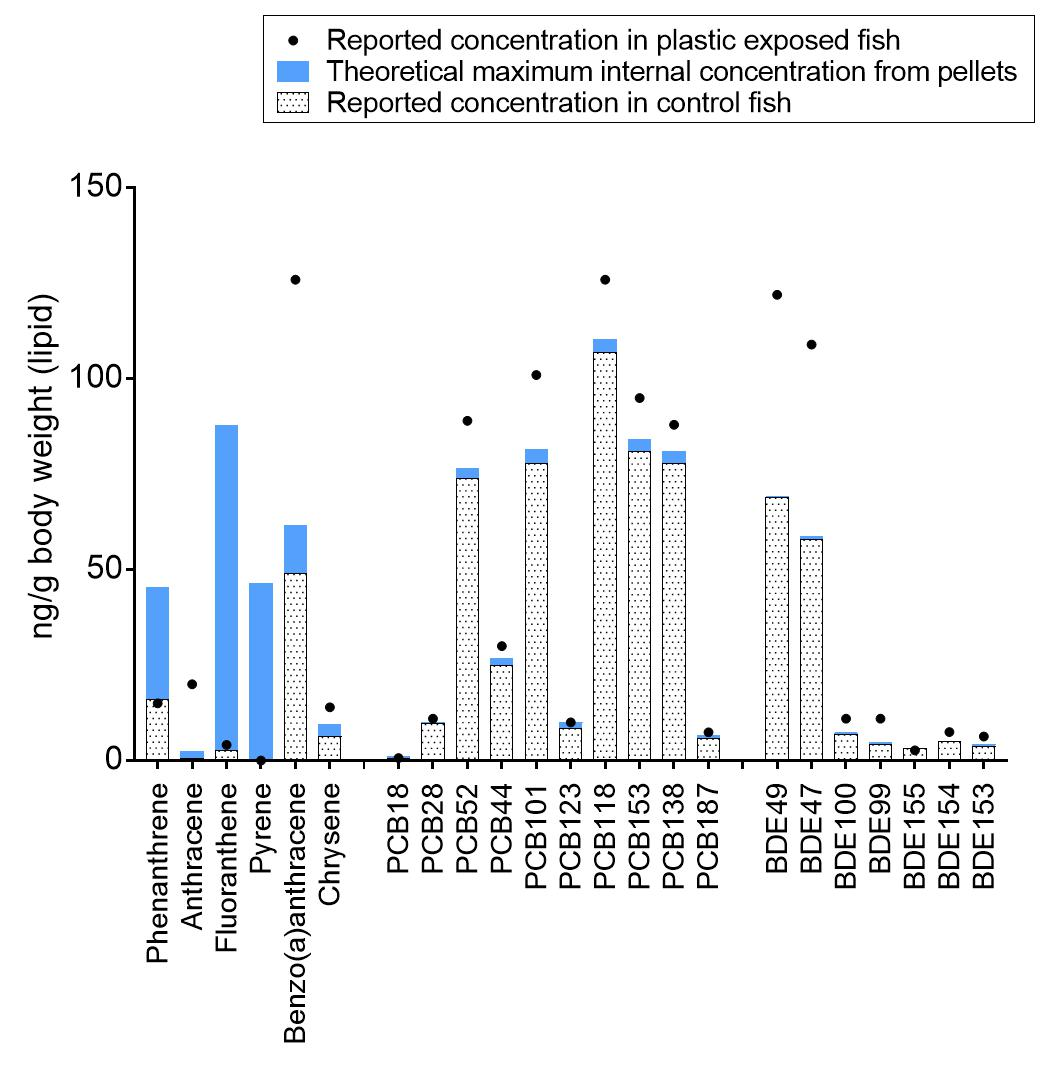 Reported concentration in plastic exposed fish
Theoretical maximum internal concentration from pellets
Reported concentration in control fish
150
100
50
0
ng/g body weight (lipid)
Phenanthrene
Anthracene
Fluoranthene
Pyrene
Benzo(a)anthracene
Chrysene
PCB18
PCB28
PCB52
PCB44
PCB101
PCB123
PCB118
PCB153
PCB138
PCB187
BDE49
BDE47
BDE100
BDE99
BDE155
BDE154
BDE153